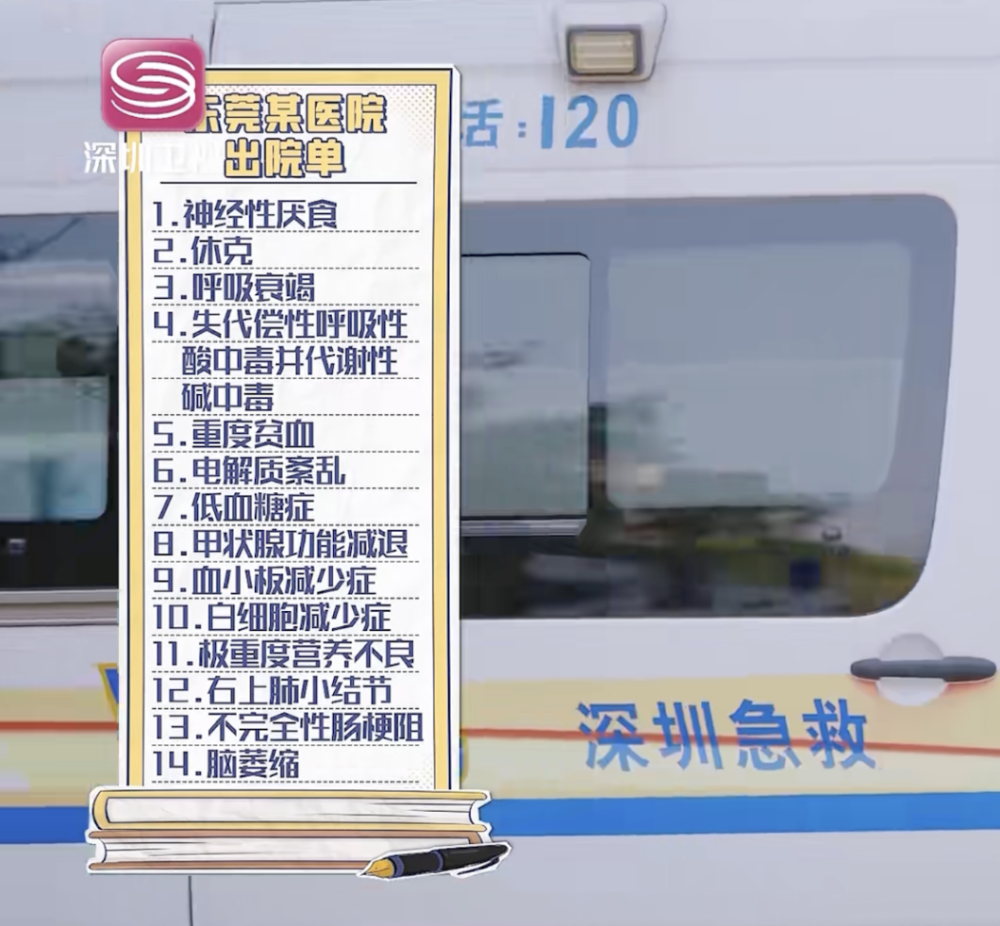 东莞某医院
出院单
1.神经性厌食
2.休克
3.呼吸衰竭
4.失代偿性呼吸性
酸中毒并代谢性
碱中毒
5.重度贫血
6.电解质紊乱
7.低血糖症
8.甲状腺功能减退
9.血小板减少症
10.白细胞减少症
11.极重度营养不良
12.右上肺小结节
13.不完全性肠梗阻
14.脑萎缩
深圳卫视
话:120
深圳急救